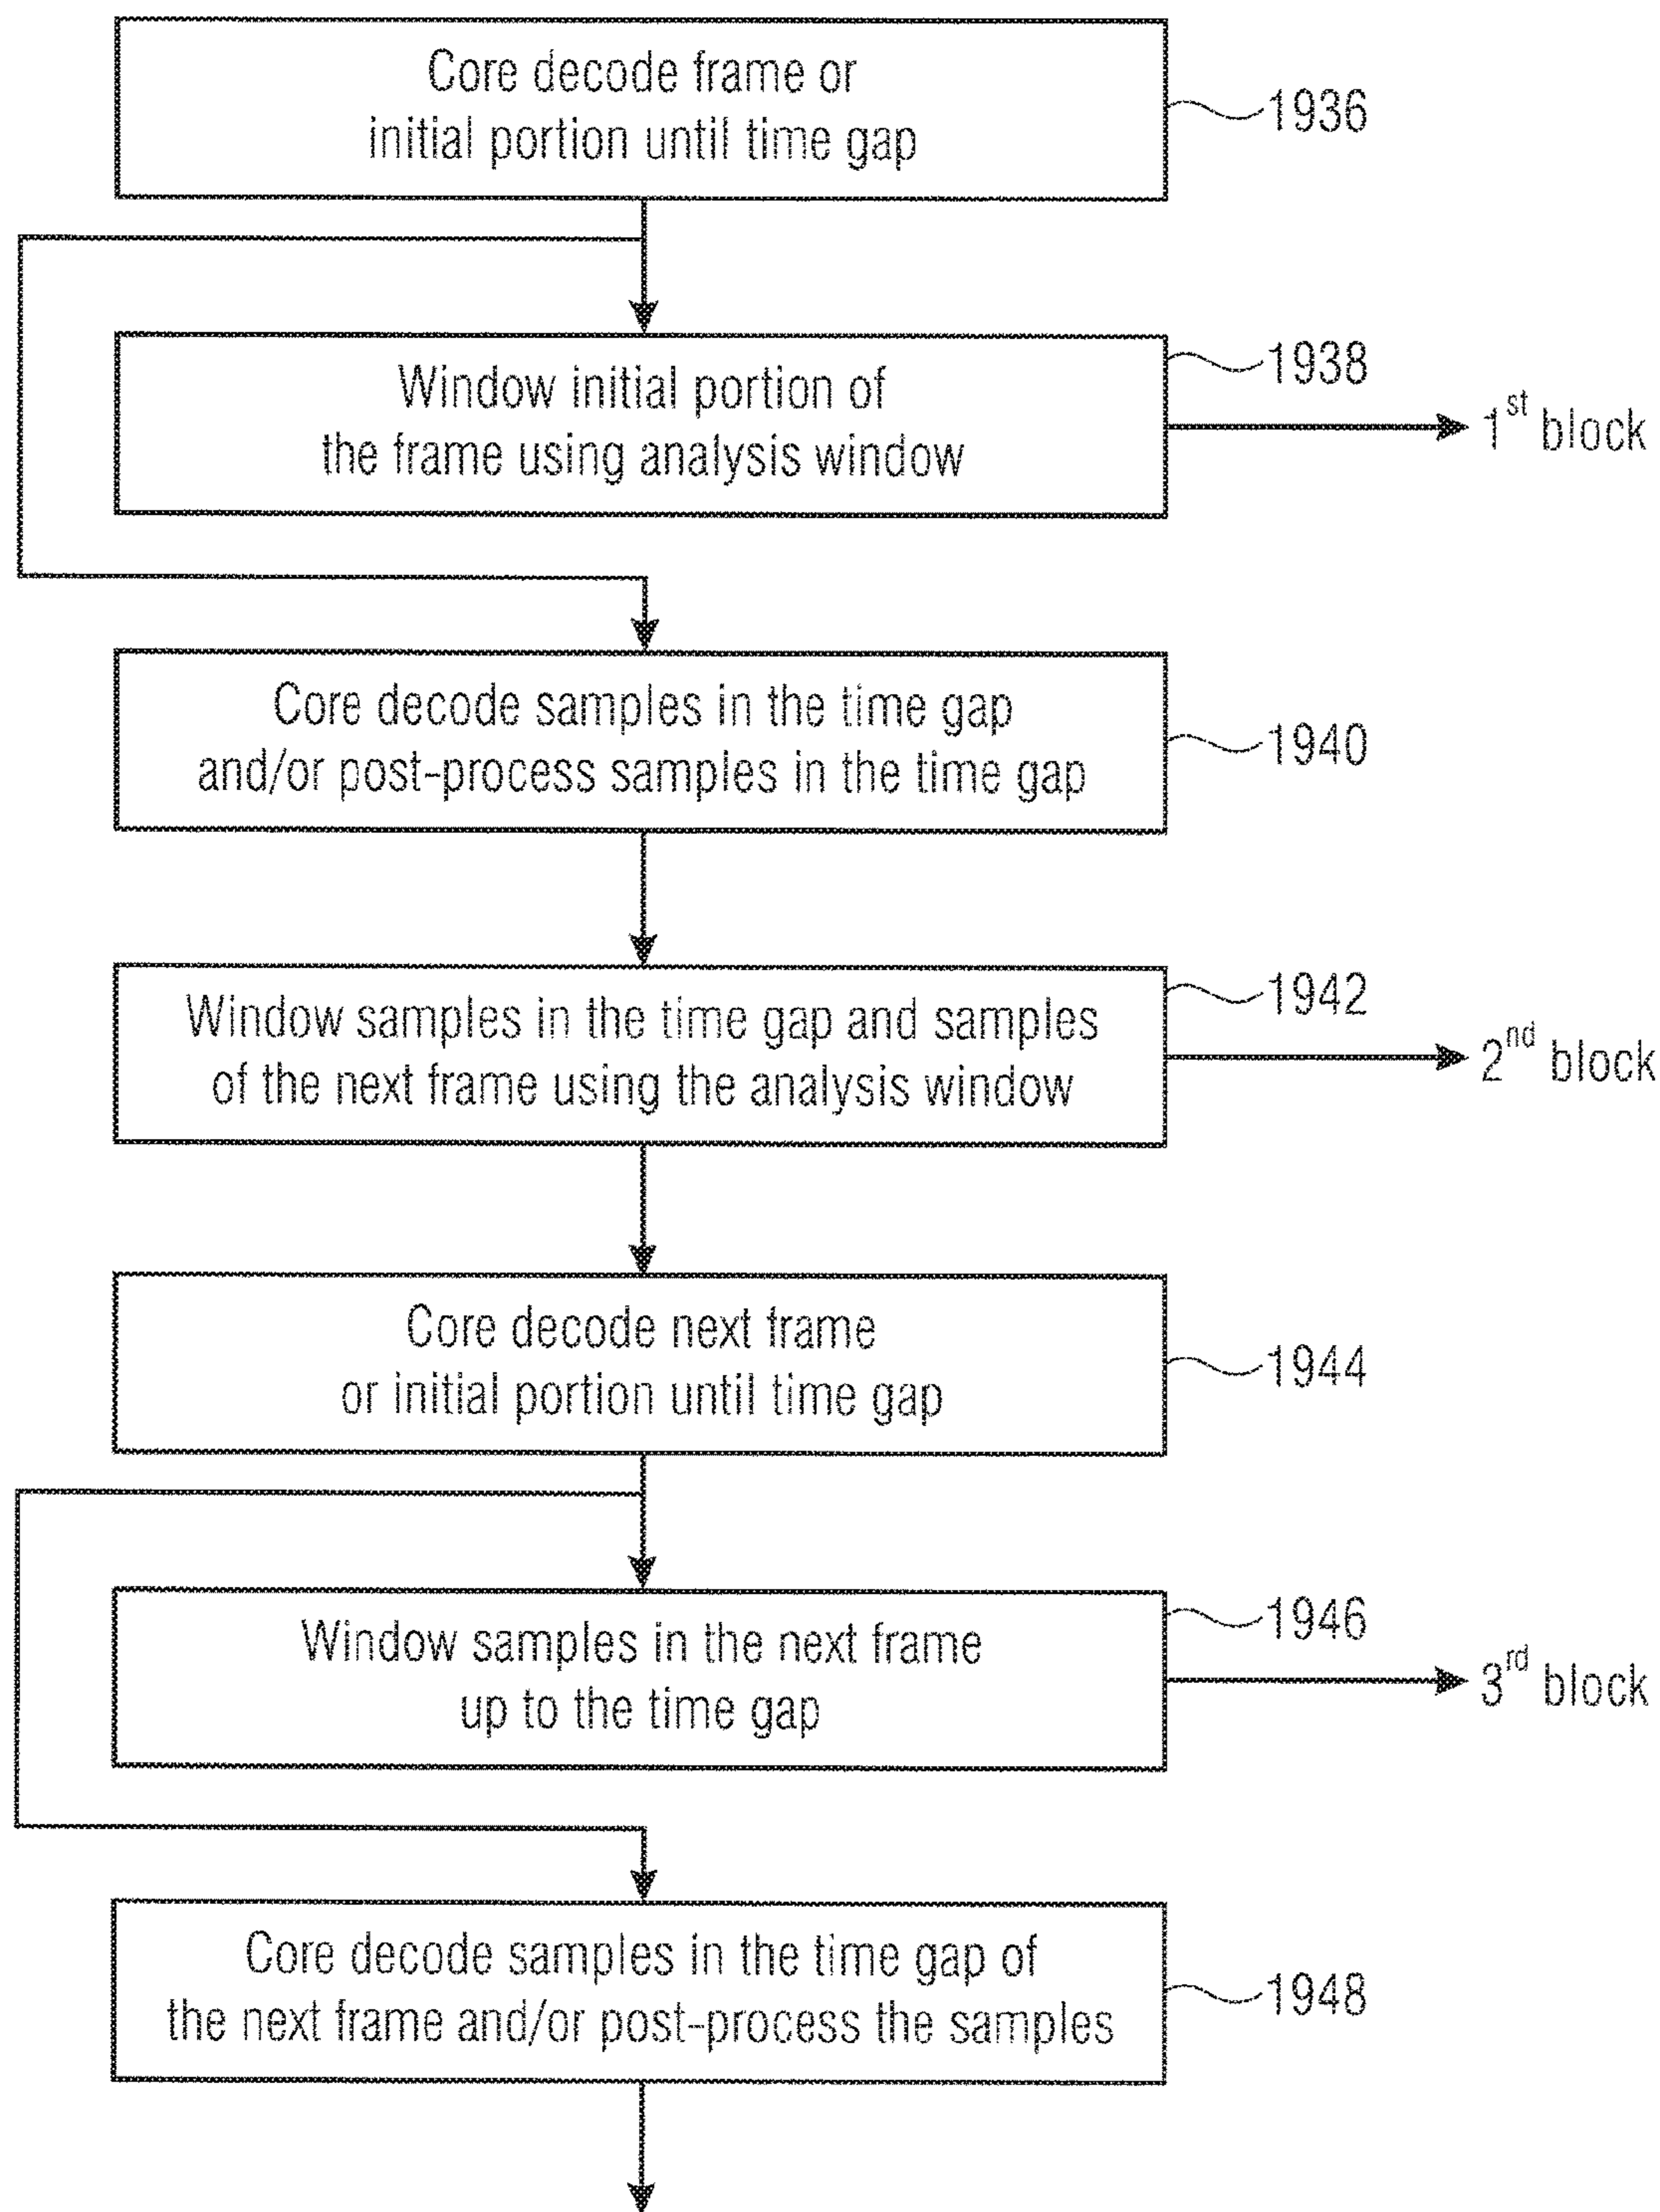 Core decode frame or
initial portion until time gap
1936
Window initial portion of
the frame using analysis window
1938
1st block
Core decode samples in the time gap
and/or post-process samples in the time gap
1940
Window samples in the time gap and samples
of the next frame using the analysis window
1942
2nd block
Core decode next frame
or initial portion until time gap
1944
Window samples in the next frame
up to the time gap
1946
3rd block
Core decode samples in the time gap of
the next frame and/or post-process the samples
1948